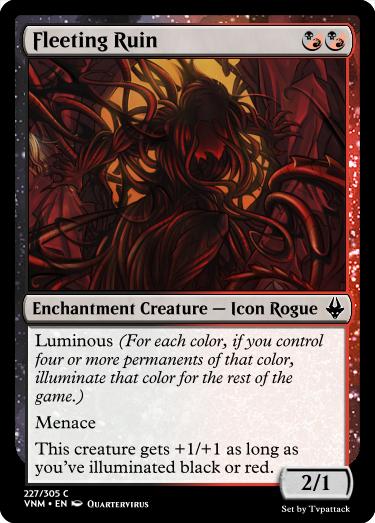 Fleeting Ruin
Enchantment Creature — Icon Rogue
Luminous (For each color, if you control
four or more permanents of that color,
illuminate that color for the rest of the
game.)
Menace
This creature gets +1/+1 as long as
you've illuminated black or red.
2/1
227/305 C
VNM • EN Quartervirus
Set by Tvpattack